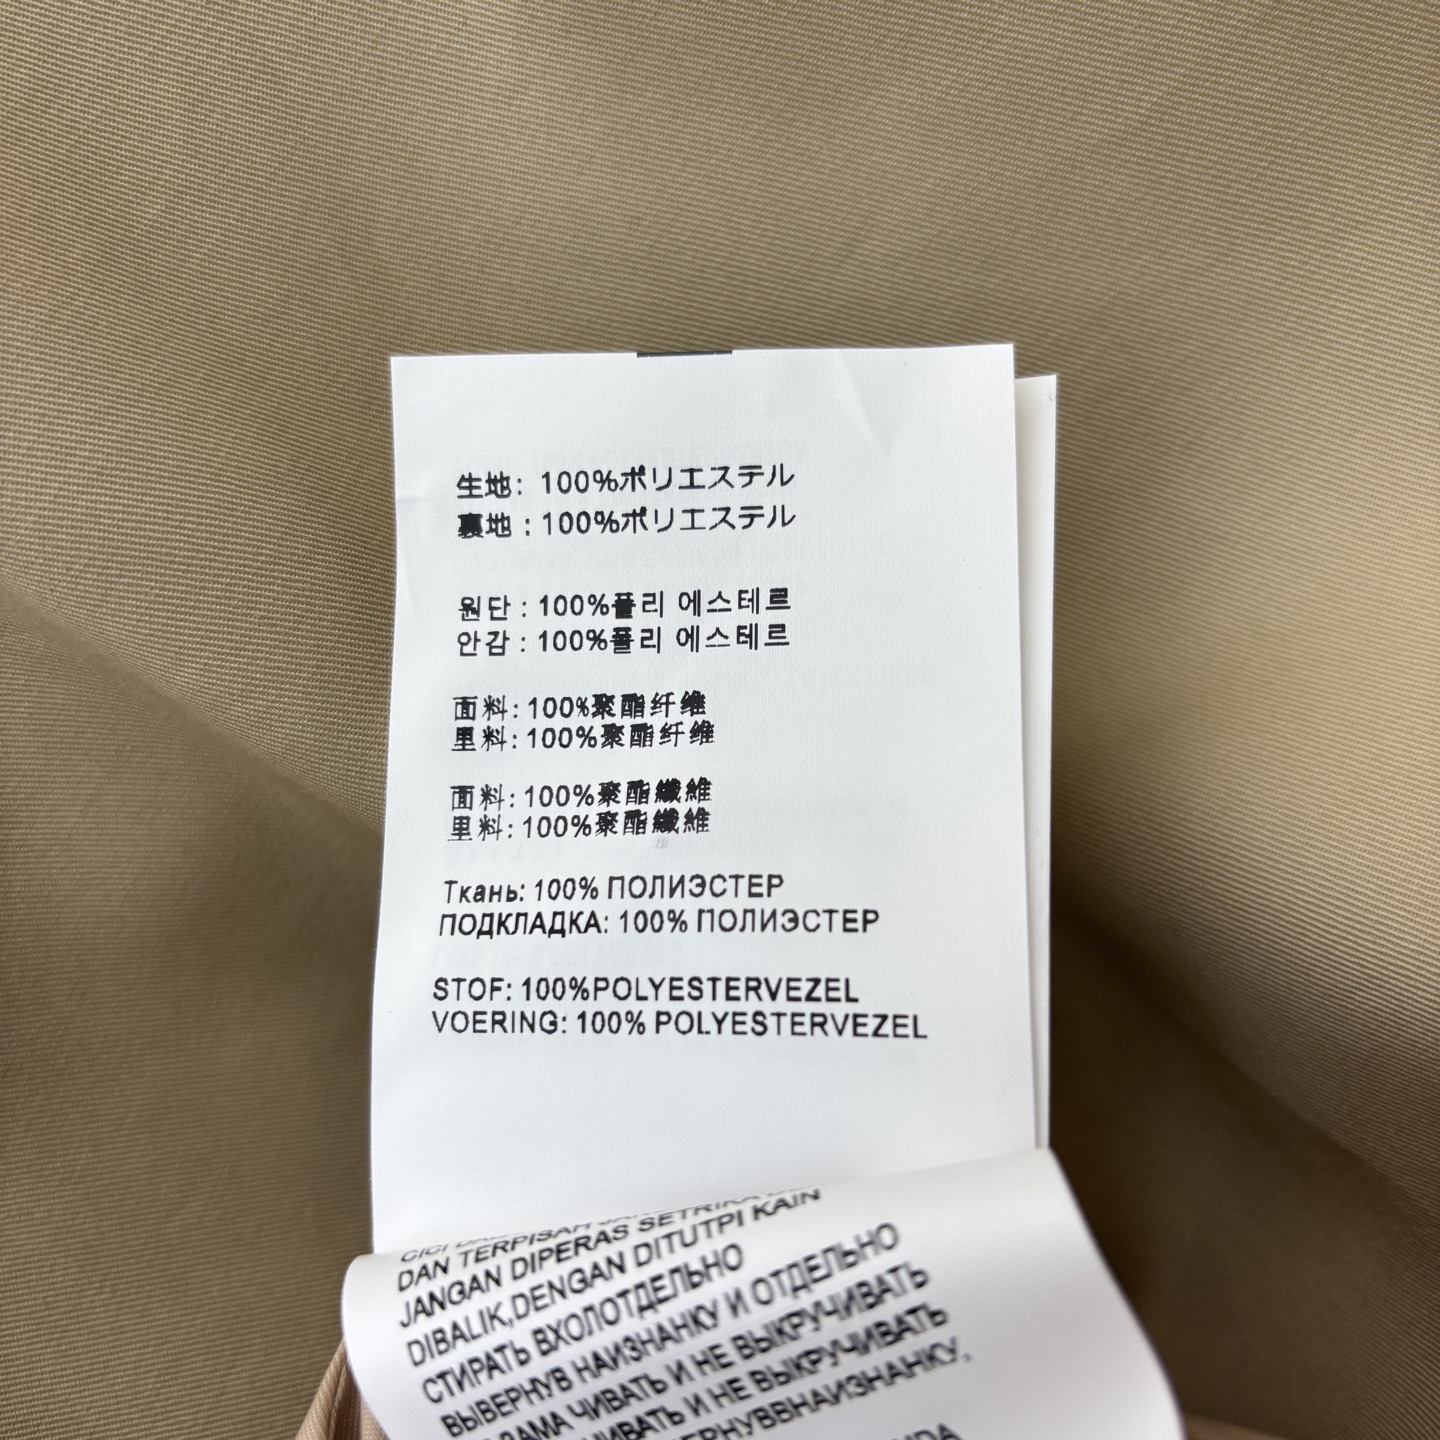 生地: 100%ポリエステル
裏地 : 100%ポリエステル
원단 : 100%폴리 에스테르
안감 : 100%폴리 에스테르
面料: 100%聚酯纤维
里料: 100%聚酯纤维
面料: 100%聚酯纖維
里料: 100%聚酯纖維
Ткань: 100% ПОЛИЭСТЕР
ПОДКЛАДКА: 100% ПОЛИЭСТЕР
STOF: 100%POLYESTERVEZEL
VOERING: 100% POLYESTERVEZEL
DAN TERPISAH SETRIKA
JANGAN DIPERAS DITUTPI KAIN
DIBALIK,DENGAN
СТИРАТЬ ВХОЛОТДЕЛЬНО
ВЫВЕРНУВ НАИЗНАНКУ И ОТДЕЛЬНО
ЧИВАТЬ И НЕ ВЫКРУЧИВАТЬ